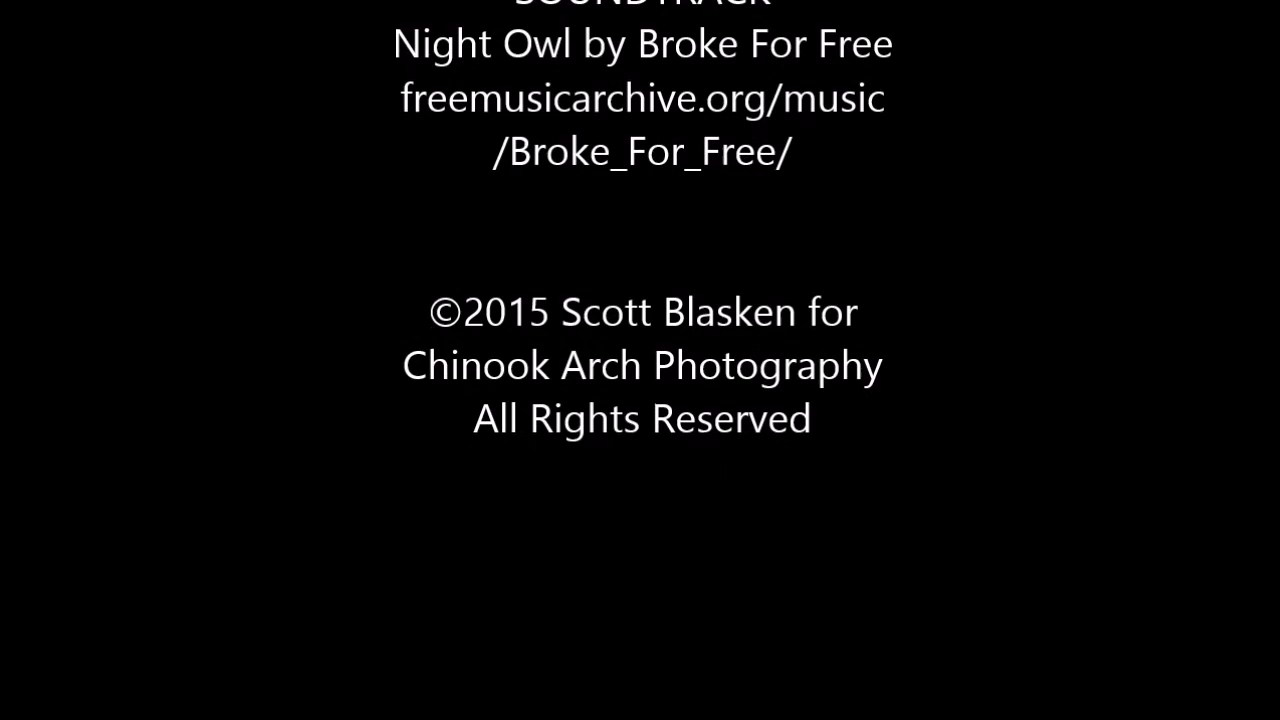 SOUNDTRACK
Night Owl by Broke For Free
freemusicarchive.org/music
/Broke_For_Free/
©2015 Scott Blasken for
Chinook Arch Photography
All Rights Reserved